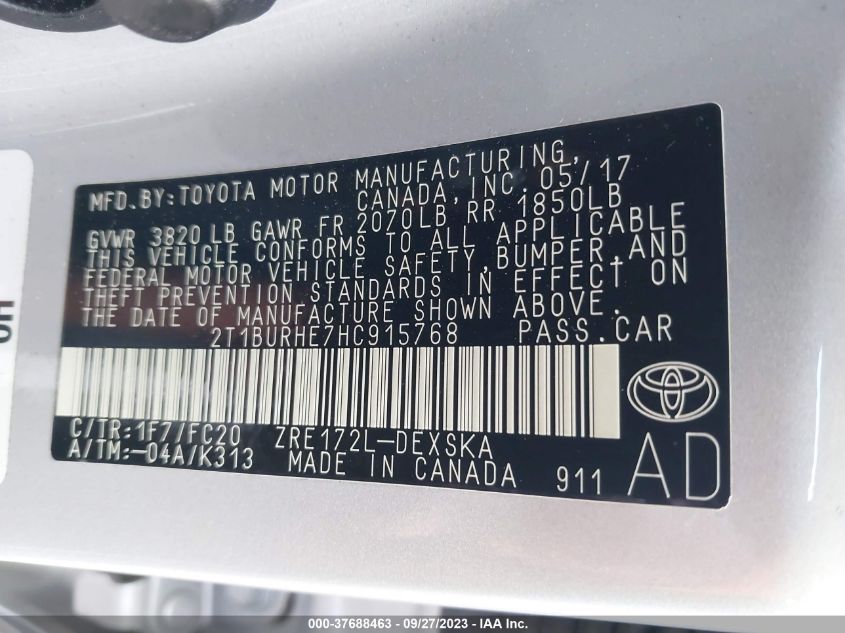 MFD.BY:TOYOTA MOTOR MANUFACTURING,
CANADA,INC. 05/17
GVWR 3820 LB GAWR FR 2070LB RR 1850LB
THIS VEHICLE CONFORMS TO ALL APPLICABLE
FEDERAL MOTOR VEHICLE SAFETY,BUMPER,AND
THEFT PREVENTION STANDARDS IN EFFECT ON
THE DATE OF MANUFACTURE SHOWN ABOVE.
2T1BURHE7HC915768 PASS.CAR
C/TR:1F7/FC20 ZRE172L-DEXSKA
A/TM:-04A/K313 MADE IN CANADA 911
AD
000-37688463 - 09/27/2023 - IAA Inc.